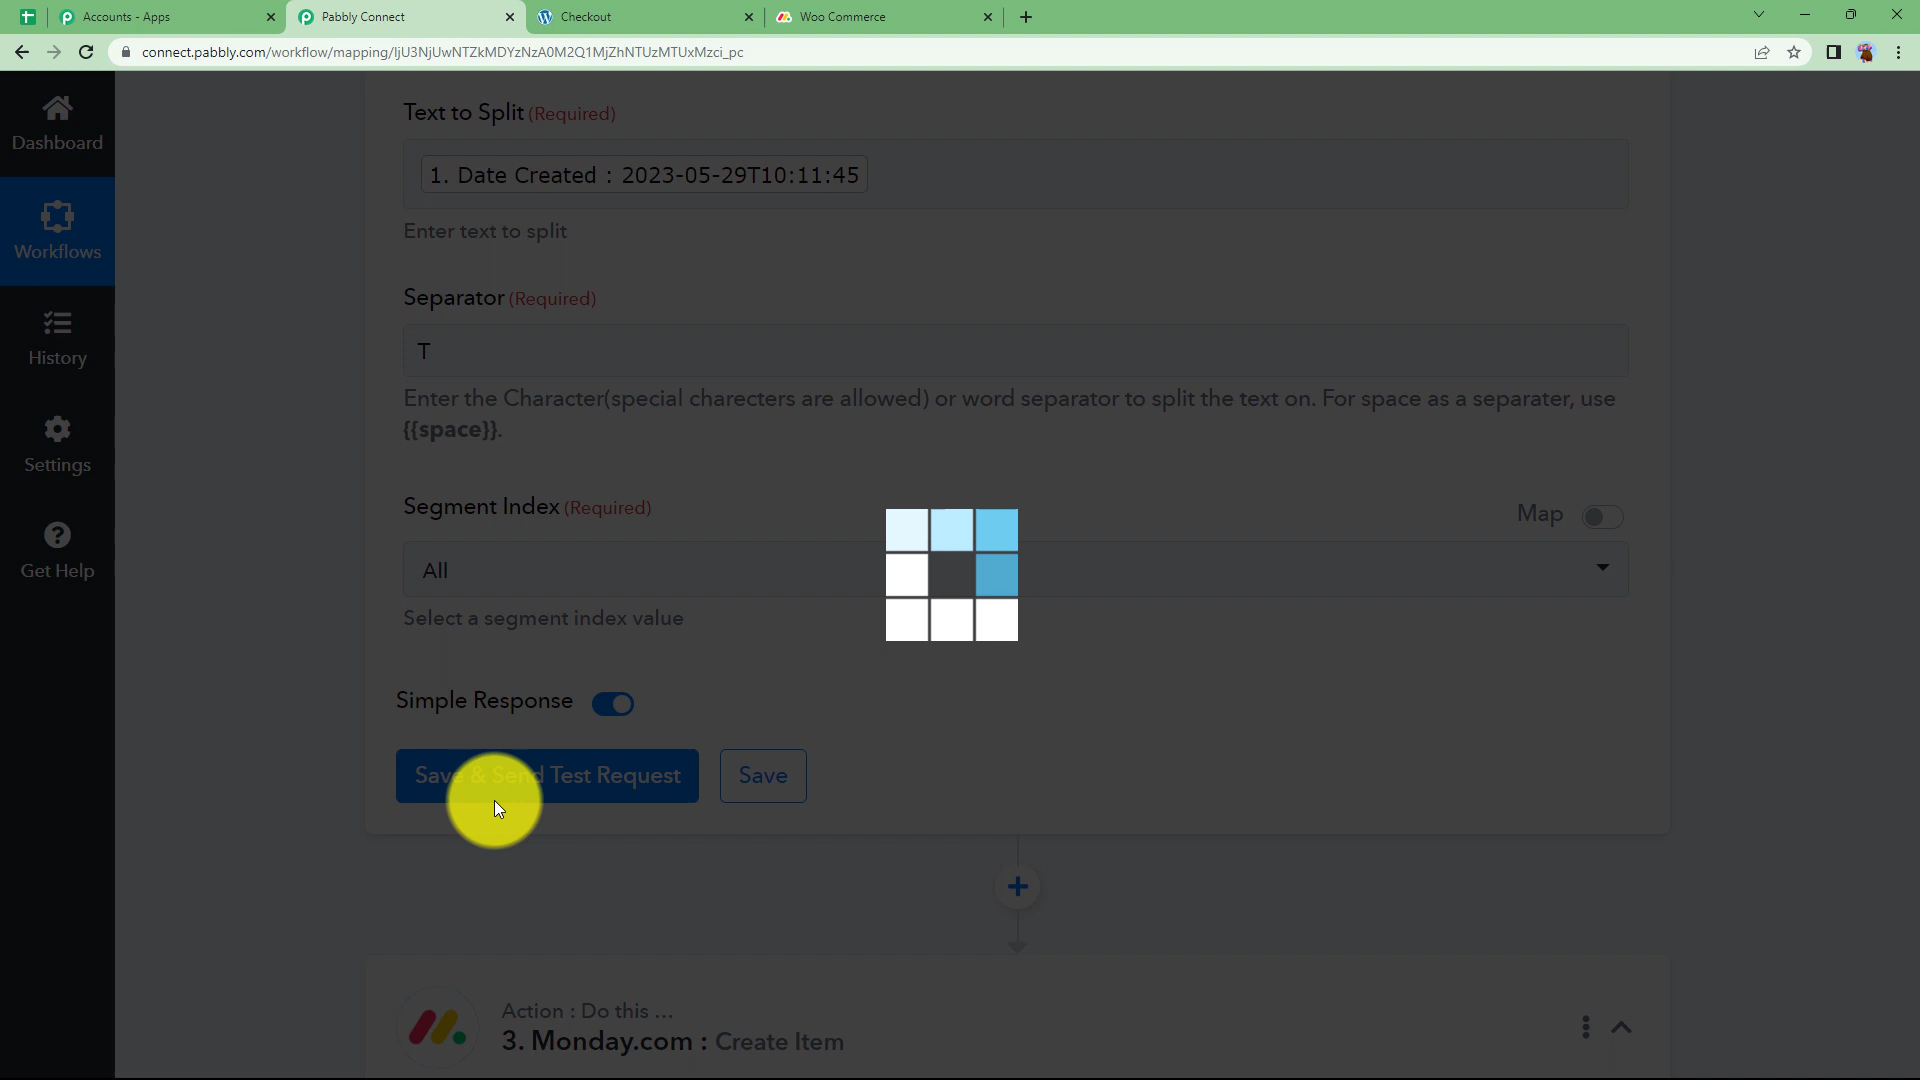 Accounts - Apps
Pabbly Connect
Checkout
Woo Commerce
connect.pabbly.com/workflow/mapping/IjU3NjUwNTZkMDYzNzA0M2Q1MjZhNTUzMTUxMzci_pc
Dashboard
Workflows
History
Settings
Get Help
Text to Split (Required)
1. Date Created : 2023-05-29T10:11:45
Enter text to split
Separator (Required)
T
Enter the Character(special charecters are allowed) or word separator to split the text on. For space as a separater, use
{{space}}.
Segment Index (Required)
Map
All
Select a segment index value
Simple Response
Save & Send Test Request
Save
Action : Do this ...
3. Monday.com : Create Item